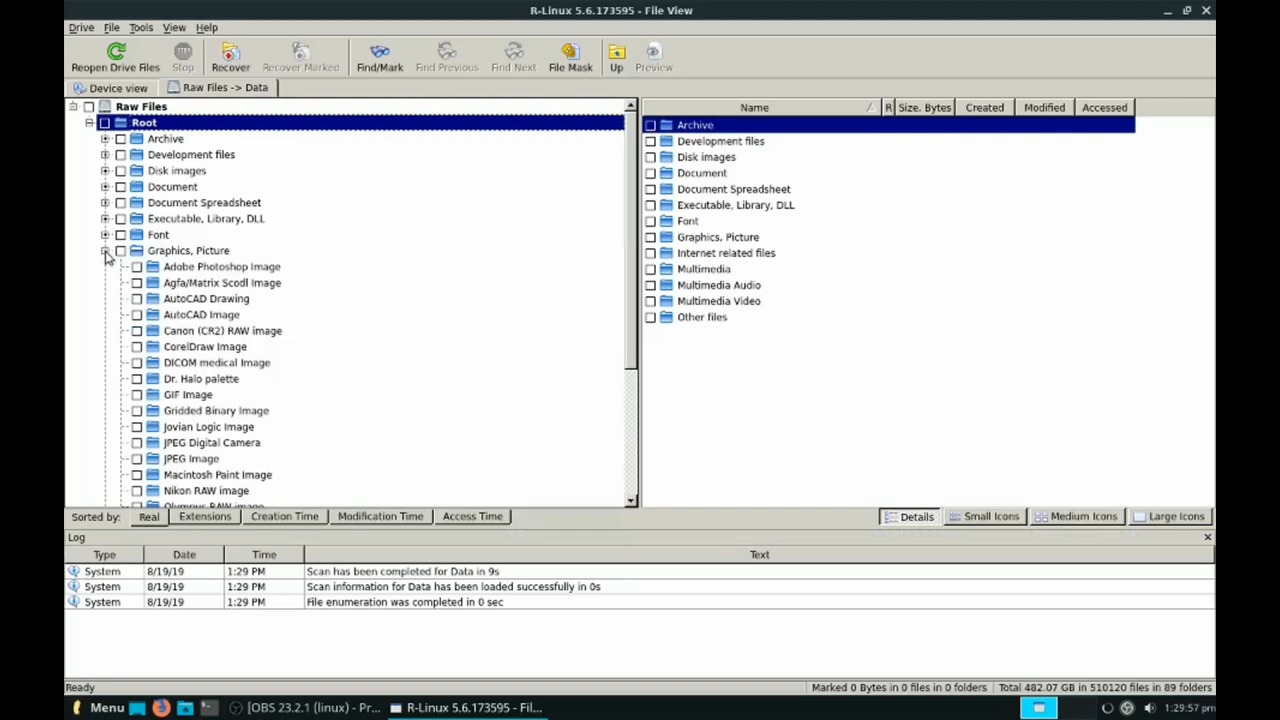 R-Linux 5.6.173595 - File View
Drive File Tools View Help
Reopen Drive Files Stop Recover Recover Marked Find/Mark Find Previous Find Next File Mask Up Preview
Device view Raw Files -> Data
Raw Files
Root
Archive
Development files
Disk images
Document
Document Spreadsheet
Executable, Library, DLL
Font
Graphics, Picture
Adobe Photoshop Image
Agfa/Matrix Scodl Image
AutoCAD Drawing
AutoCAD Image
Canon (CR2) RAW image
CorelDraw Image
DICOM medical Image
Dr. Halo palette
GIF Image
Gridded Binary Image
Jovian Logic Image
JPEG Digital Camera
JPEG Image
Macintosh Paint Image
Nikon RAW image
Olympus RAW image
Name R Size, Bytes Created Modified Accessed
Archive
Development files
Disk images
Document
Document Spreadsheet
Executable, Library, DLL
Font
Graphics, Picture
Internet related files
Multimedia
Multimedia Audio
Multimedia Video
Other files
Sorted by: Real Extensions Creation Time Modification Time Access Time Details Small Icons Medium Icons Large Icons
Log
Type Date Time Text
System 8/19/19 1:29 PM Scan has been completed for Data in 9s
System 8/19/19 1:29 PM Scan information for Data has been loaded successfully in 0s
System 8/19/19 1:29 PM File enumeration was completed in 0 sec
Ready Marked 0 Bytes in 0 files in 0 folders Total 482.07 GB in 510120 files in 89 folders
Menu [OBS 23.2.1 (linux) - Pr... R-Linux 5.6.173595 - Fil... 1:29:57 pm